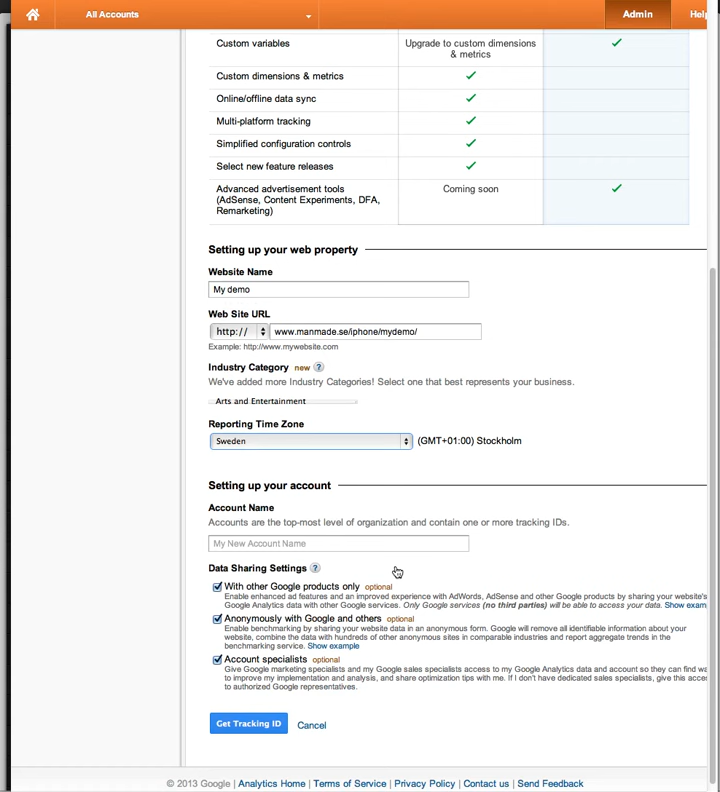 All Accounts
Admin
Help
Custom variables
Upgrade to custom dimensions
& metrics
Custom dimensions & metrics
Online/offline data sync
Multi-platform tracking
Simplified configuration controls
Select new feature releases
Advanced advertisement tools
(AdSense, Content Experiments, DFA,
Remarketing)
Coming soon
Setting up your web property
Website Name
My demo
Web Site URL
http://
www.manmade.se/iphone/mydemo/
Example: http://www.mywebsite.com
Industry Category new ?
We've added more Industry Categories! Select one that best represents your business.
Arts and Entertainment
Reporting Time Zone
Sweden
(GMT+01:00) Stockholm
Setting up your account
Account Name
Accounts are the top-most level of organization and contain one or more tracking IDs.
My New Account Name
Data Sharing Settings ?
With other Google products only optional
Enable enhanced ad features and an improved experience with AdWords, AdSense and other Google products by sharing your website's
Google Analytics data with other Google services. Only Google services (no third parties) will be able to access your data. Show exam
Anonymously with Google and others optional
Enable benchmarking by sharing your website data in an anonymous form. Google will remove all identifiable information about your
website, combine the data with hundreds of other anonymous sites in comparable industries and report aggregate trends in the
benchmarking service. Show example
Account specialists optional
Give Google marketing specialists and my Google sales specialists access to my Google Analytics data and account so they can find wa
to improve my implementation and analysis, and share optimization tips with me. If I don't have dedicated sales specialists, give this acce
to authorized Google representatives.
Get Tracking ID
Cancel
© 2013 Google | Analytics Home | Terms of Service | Privacy Policy | Contact us | Send Feedback